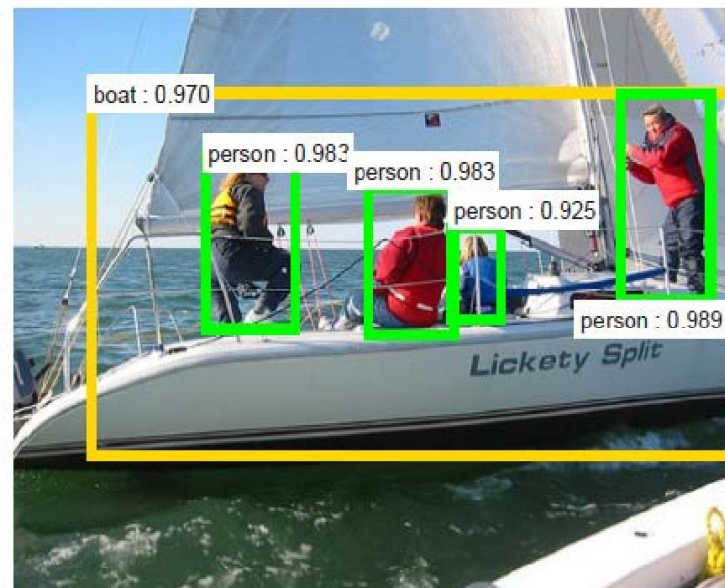 boat : 0.970
person : 0.983
person : 0.983
person : 0.925
person : 0.989
Lickety Split